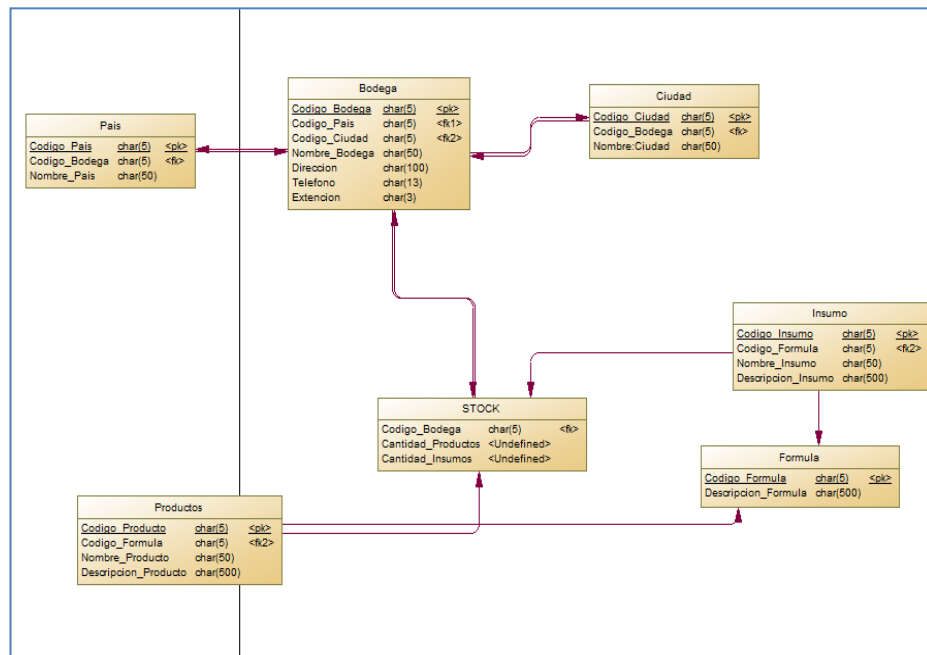 Bodega
Codigo_Bodega char(5) <pk>
Codigo_Pais char(5) <fk1>
Codigo_Ciudad char(5) <fk2>
Nombre_Bodega char(50)
Direccion char(100)
Telefono char(13)
Extencion char(3)
Ciudad
Codigo_Ciudad char(5) <pk>
Codigo_Bodega char(5) <fk>
Nombre:Ciudad char(50)
Pais
Codigo_Pais char(5) <pk>
Codigo_Bodega char(5) <fk>
Nombre_Pais char(50)
Insumo
Codigo_Insumo char(5) <pk>
Codigo_Formula char(5) <fk2>
Nombre_Insumo char(50)
Descripcion_Insumo char(500)
STOCK
Codigo_Bodega char(5) <fk>
Cantidad_Productos <Undefined>
Cantidad_Insumos <Undefined>
Formula
Codigo_Formula char(5) <pk>
Descripcion_Formula char(500)
Productos
Codigo_Producto char(5) <pk>
Codigo_Formula char(5) <fk2>
Nombre_Producto char(50)
Descripcion_Producto char(500)